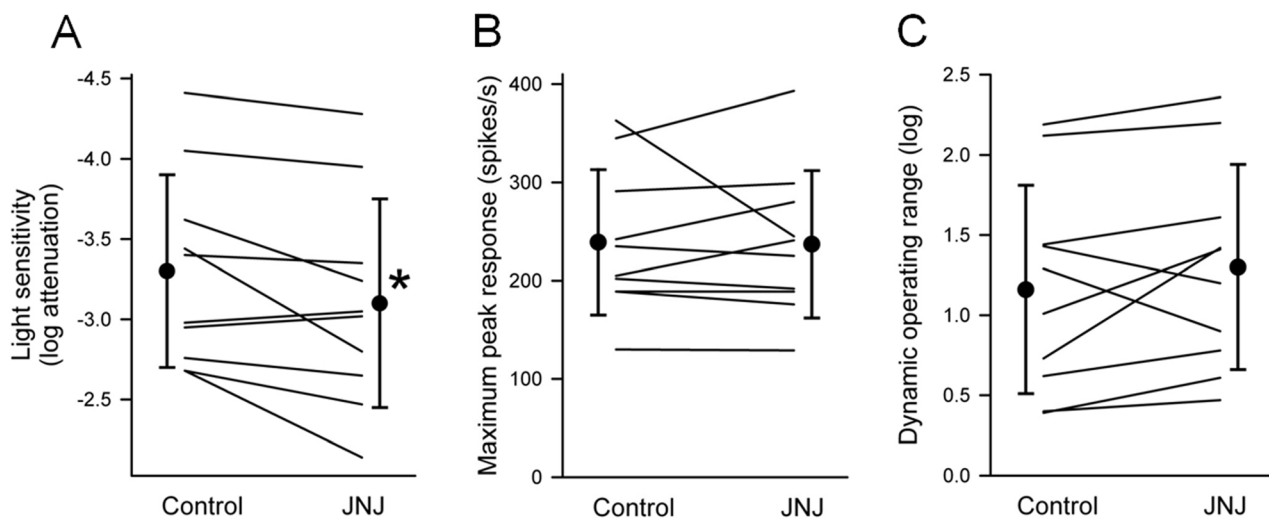 A
Light sensitivity
(log attenuation)
-4.5
-4.0
-3.5
-3.0
-2.5
*
Control
JNJ
B
Maximum peak response (spikes/s)
400
300
200
100
0
Control
JNJ
C
Dynamic operating range (log)
2.5
2.0
1.5
1.0
0.5
0.0
Control
JNJ